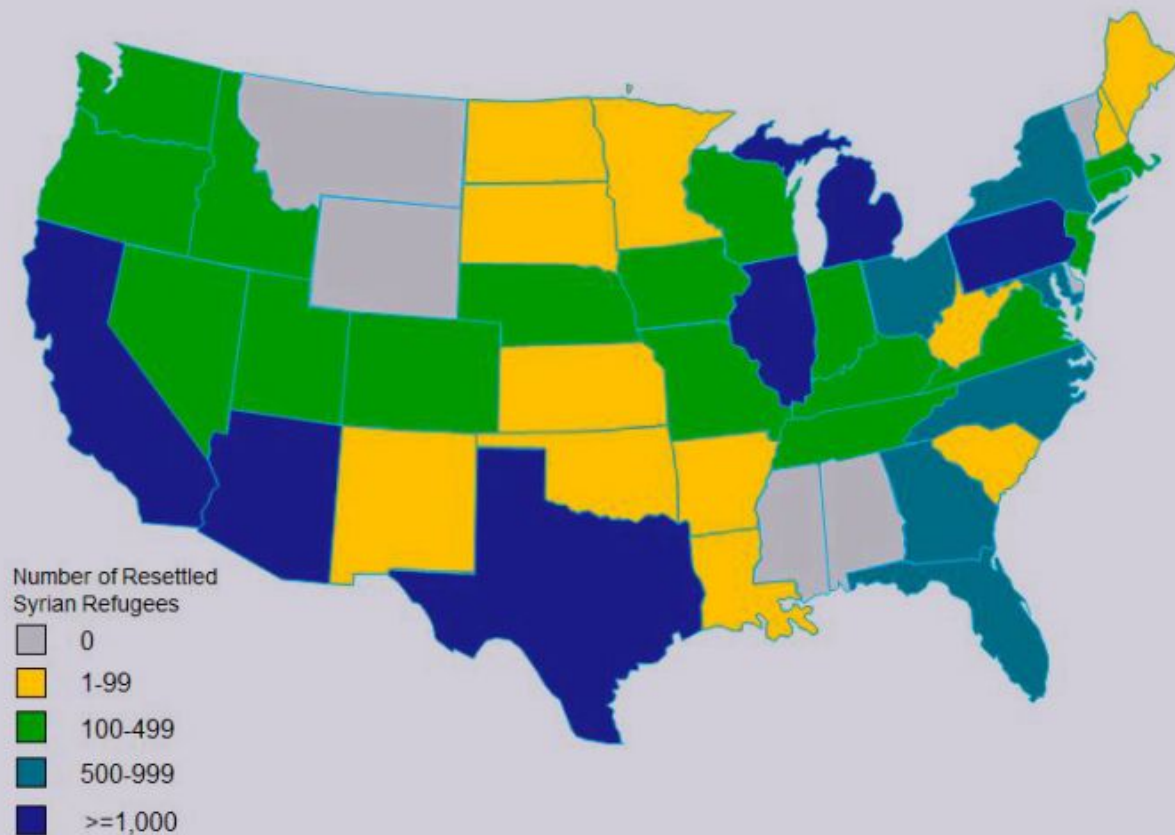 Number of Resettled
Syrian Refugees
0
1-99
100-499
500-999
>=1,000